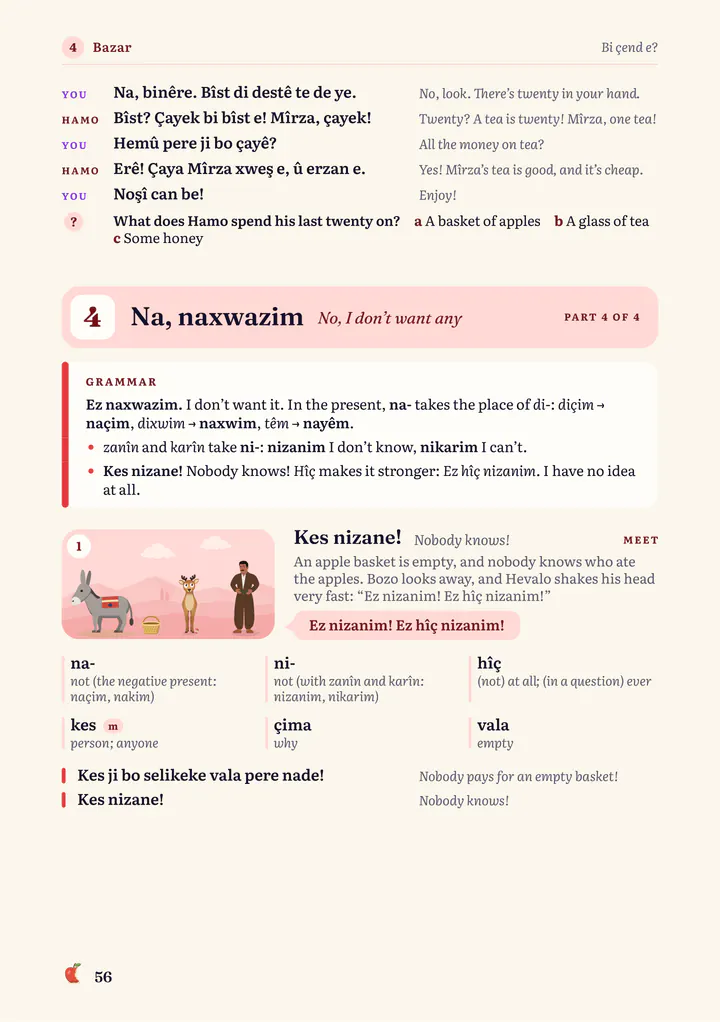 4 Bazar Bi çend e?
YOU Na, binêre. Bîst di destê te de ye. No, look. There’s twenty in your hand.
HAMO Bîst? Çayek bi bîst e! Mîrza, çayek! Twenty? A tea is twenty! Mîrza, one tea!
YOU Hemû pere ji bo çayê? All the money on tea?
HAMO Erê! Çaya Mîrza xweş e, û erzan e. Yes! Mîrza’s tea is good, and it’s cheap.
YOU Noşî can be! Enjoy!
? What does Hamo spend his last twenty on? a A basket of apples b A glass of tea
c Some honey
4 Na, naxwazim No, I don’t want any PART 4 OF 4
GRAMMAR
Ez naxwazim. I don’t want it. In the present, na- takes the place of di-: diçim →
naçim, dixwim → naxwim, têm → nayêm.
• zanîn and karîn take ni-: nizanim I don’t know, nikarim I can’t.
• Kes nizane! Nobody knows! Hîç makes it stronger: Ez hîç nizanim. I have no idea
at all.
1
Kes nizane! Nobody knows! MEET
An apple basket is empty, and nobody knows who ate
the apples. Bozo looks away, and Hevalo shakes his head
very fast: “Ez nizanim! Ez hîç nizanim!”
Ez nizanim! Ez hîç nizanim!
na- ni- hîç
not (the negative present: not (with zanîn and karîn: (not) at all; (in a question) ever
naçim, nakim) nizanim, nikarim)
kes m çima vala
person; anyone why empty
Kes ji bo selikeke vala pere nade! Nobody pays for an empty basket!
Kes nizane! Nobody knows!
56